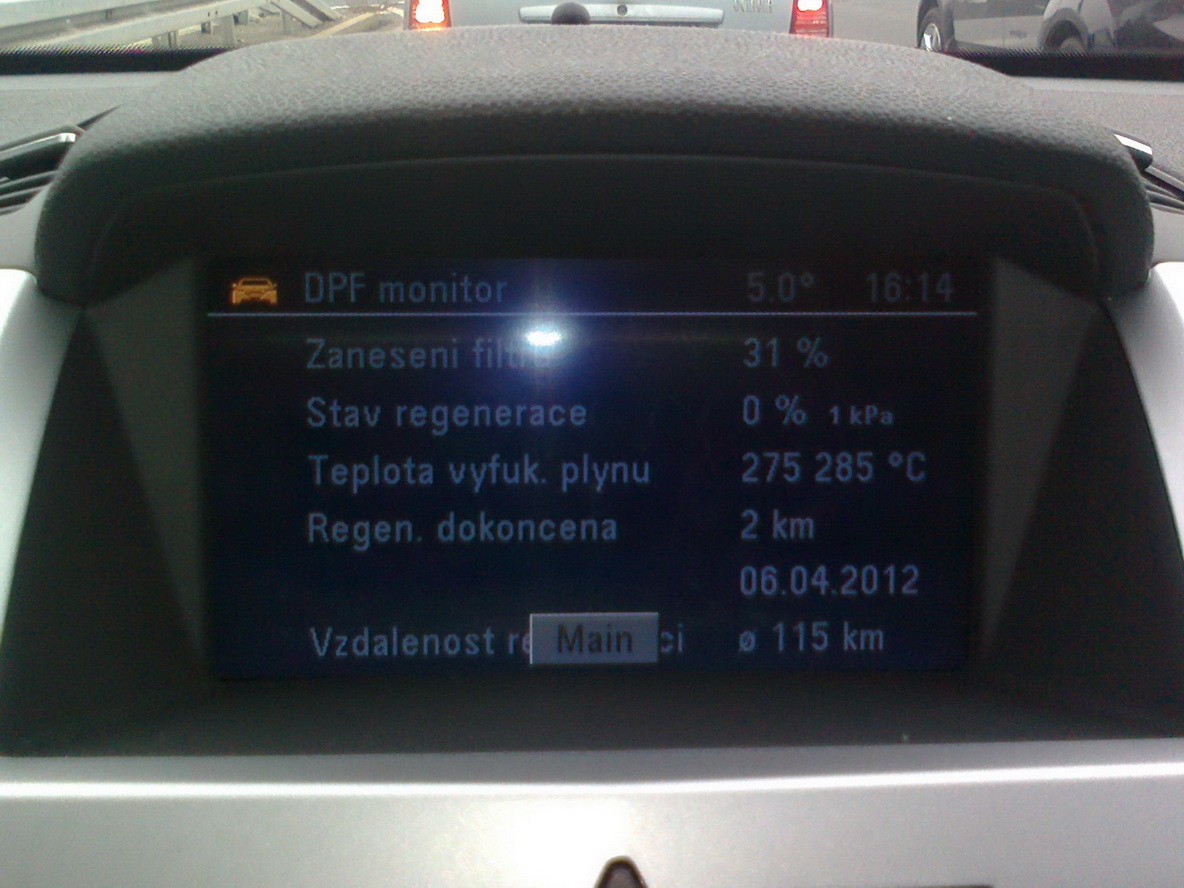 DPF monitor 5.0° 16:14
Zaneseni 31 %
Stav regenerace 0 % 1 kPa
Teplota vyfuk. plynu 275 285 °C
Regen. dokoncena 2 km
06.04.2012
Vzdalenost ø 115 km
Main